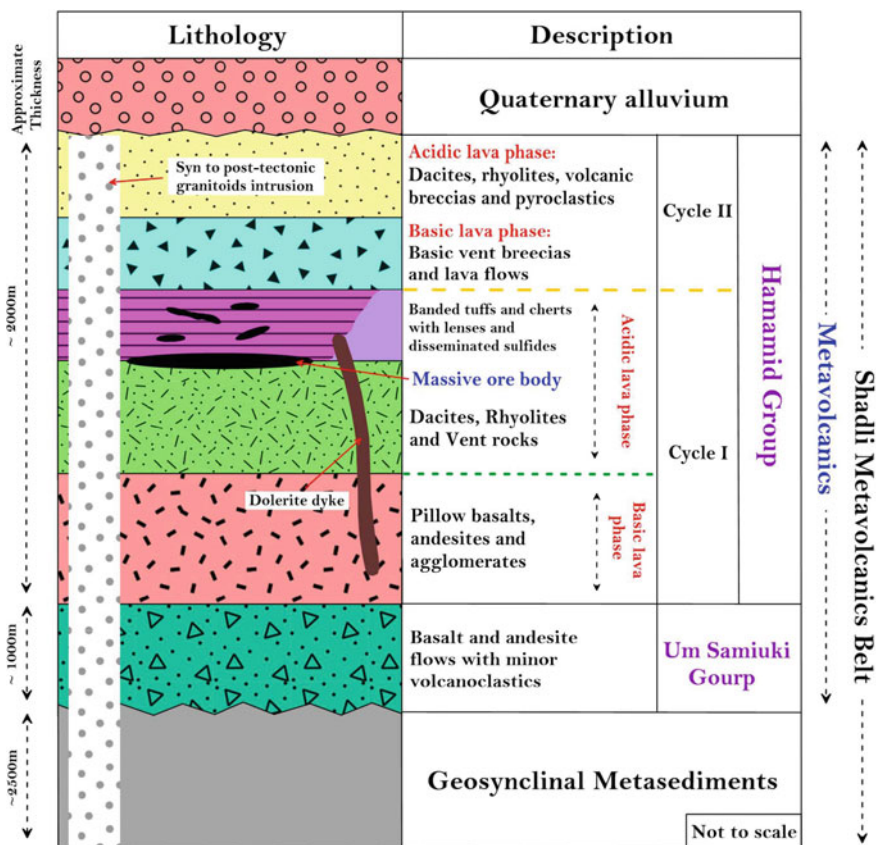 Approximate
Thickness
Lithology
Description
Quaternary alluvium
~ 2000m
Syn to post-tectonic
granitoids intrusion
Acidic lava phase:
Dacites, rhyolites, volcanic
breccias and pyroclastics
Cycle II
Basic lava phase:
Basic vent breecias
and lava flows
Banded tuffs and cherts
with lenses and
disseminated sulfides
Acidic lava phase
Massive ore body
Dacites, Rhyolites
and Vent rocks
Cycle I
Dolerite dyke
Pillow basalts,
andesites and
agglomerates
Basic lava
phase
Hamamid Group
Metavolcanics
Shadli Metavolcanics Belt
~ 1000m
Basalt and andesite
flows with minor
volcanoclastics
Um Samiuki
Gourp
~2500m
Geosynclinal Metasediments
Not to scale